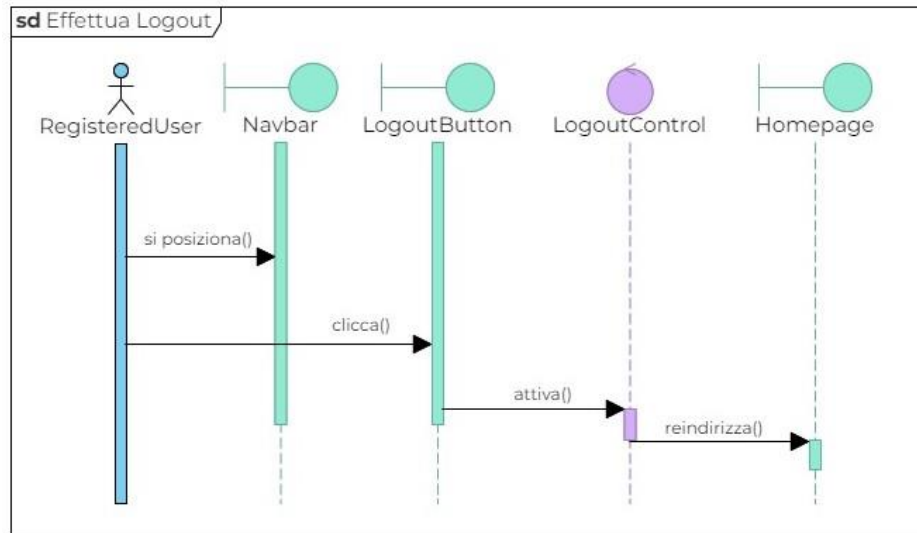 sd Effettua Logout
RegisteredUser
Navbar
LogoutButton
LogoutControl
Homepage
si posiziona()
clicca()
attiva()
reindirizza()